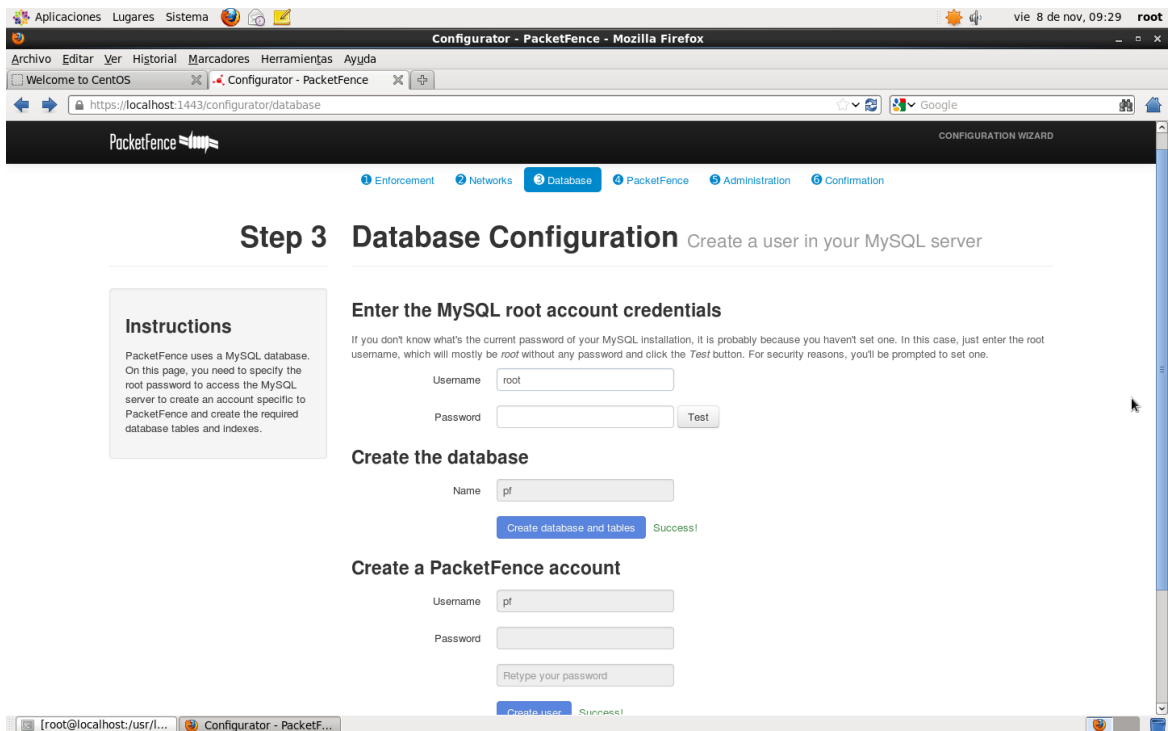 Aplicaciones Lugares Sistema vie 8 de nov, 09:29 root
Configurator - PacketFence - Mozilla Firefox
Archivo Editar Ver Historial Marcadores Herramientas Ayuda
Welcome to CentOS Configurator - PacketFence
https://localhost:1443/configurator/database Google
PacketFence CONFIGURATION WIZARD
1 Enforcement 2 Networks 3 Database 4 PacketFence 5 Administration 6 Confirmation
Step 3 Database Configuration Create a user in your MySQL server
Instructions
PacketFence uses a MySQL database.
On this page, you need to specify the
root password to access the MySQL
server to create an account specific to
PacketFence and create the required
database tables and indexes.
Enter the MySQL root account credentials
If you don't know what's the current password of your MySQL installation, it is probably because you haven't set one. In this case, just enter the root
username, which will mostly be root without any password and click the Test button. For security reasons, you'll be prompted to set one.
Username root
Password Test
Create the database
Name pf
Create database and tables Success!
Create a PacketFence account
Username pf
Password
Retype your password
Create user Success!
[root@localhost:/usr/l... Configurator - PacketF...